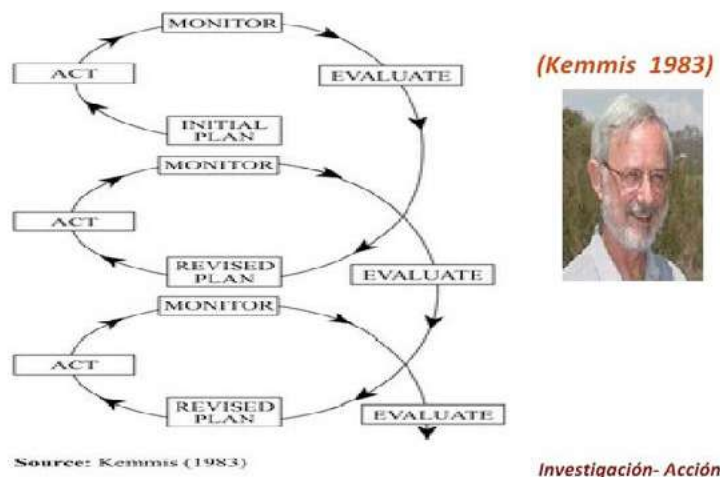 MONITOR
ACT
EVALUATE
(Kemmis 1983)
INITIAL
PLAN
MONITOR
ACT
REVISED
PLAN
EVALUATE
MONITOR
ACT
REVISED
PLAN
EVALUATE
Source: Kemmis (1983)
Investigación- Acción